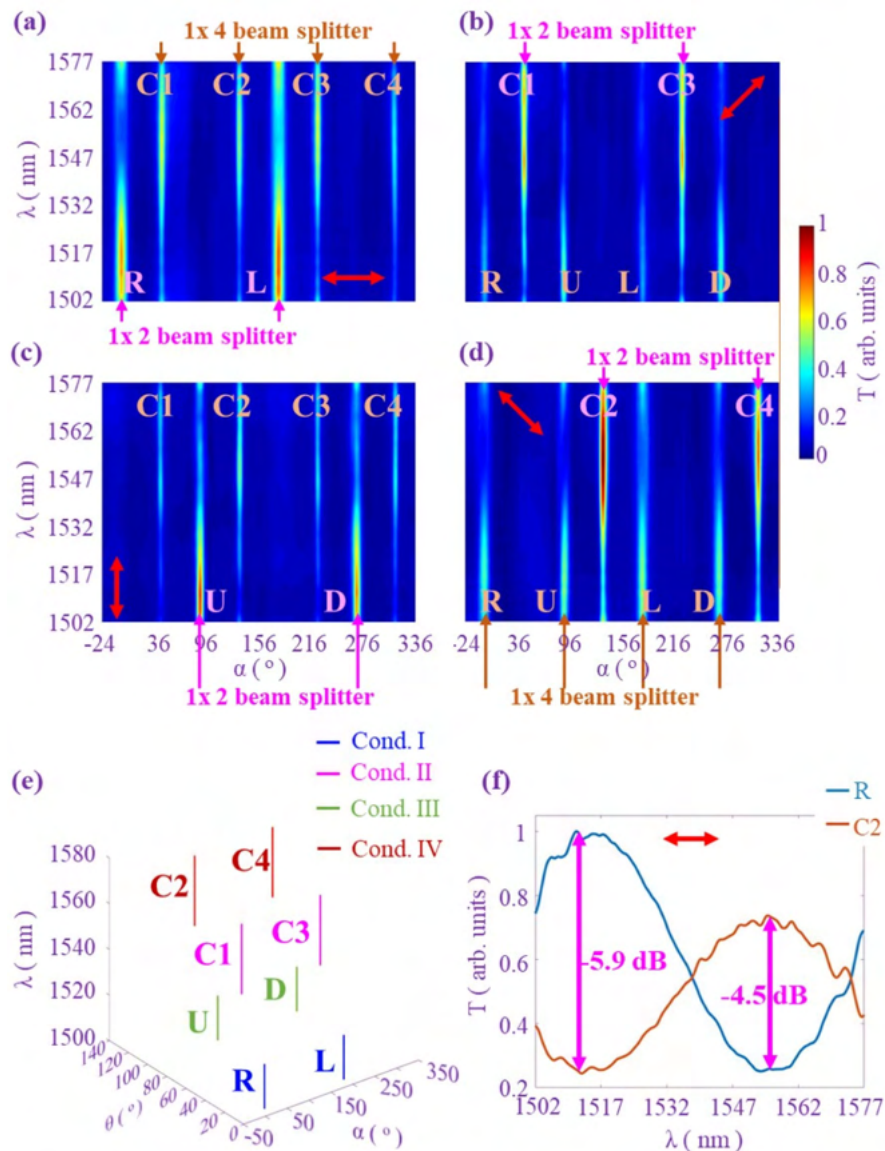 (a)
1x 4 beam splitter
(b)
1x 2 beam splitter
1577
1562
1547
1532
1517
1502
λ ( nm )
C1 C2 C3 C4
R L
1x 2 beam splitter
C1 C3
R U L D
1
0.8
0.6
0.4
0.2
0
T ( arb. units )
(c)
(d)
1x 2 beam splitter
1577
1562
1547
1532
1517
1502
λ ( nm )
C1 C2 C3 C4
U D
C2 C4
R U L D
-24 36 96 156 216 276 336
α ( º )
-24 36 96 156 216 276 336
α ( º )
1x 2 beam splitter
1x 4 beam splitter
(e)
Cond. I
Cond. II
Cond. III
Cond. IV
1580
1560
1540
1520
1500
λ ( nm )
C2 C4
C1 C3
U D
R L
140
120
100
80
60
40
20
0
θ ( º )
-50
50
150
250
350
α ( º )
(f)
R
C2
1
0.8
0.6
0.4
0.2
T ( arb. units )
-5.9 dB
-4.5 dB
1502 1517 1532 1547 1562 1577
λ ( nm )